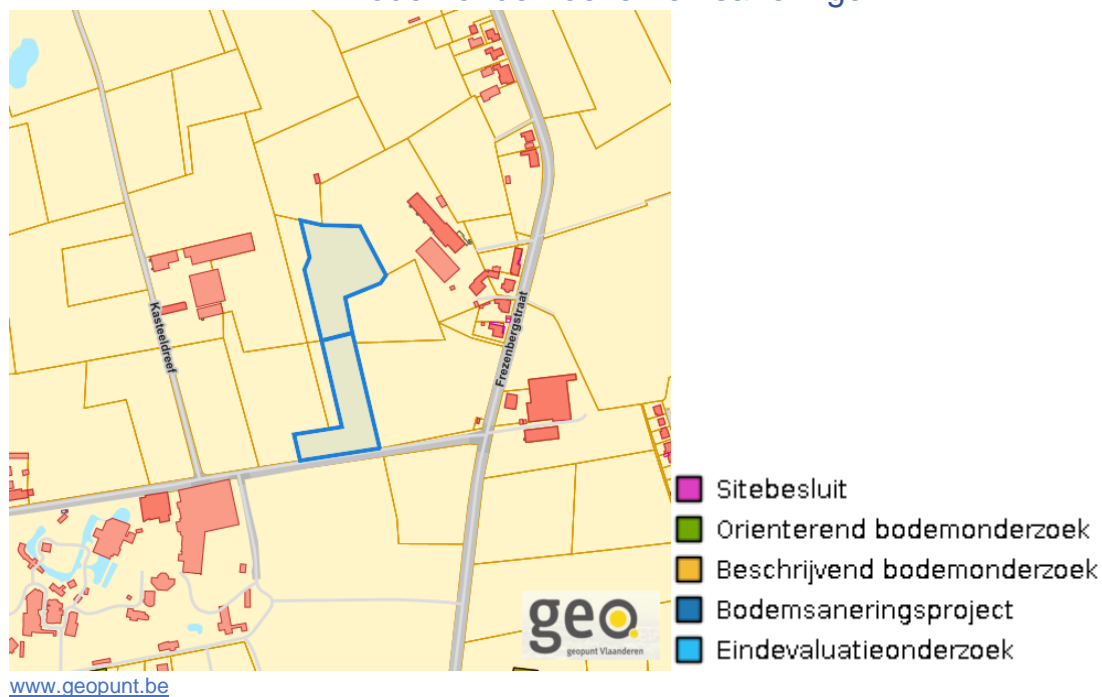 Kasteeldreef
Frezenbergstraat
geo.
geopunt Vlaanderen
Sitebesluit
Orienterend bodemonderzoek
Beschrijvend bodemonderzoek
Bodemsaneringsproject
Eindevaluatieonderzoek
www.geopunt.be